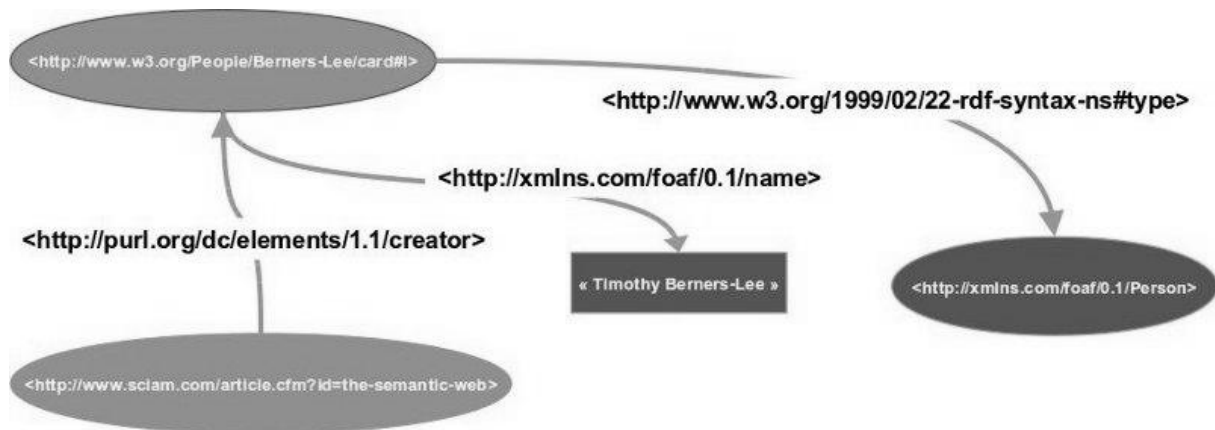 <http://www.w3.org/People/Berners-Lee/card#I>
<http://www.w3.org/1999/02/22-rdf-syntax-ns#type>
<http://xmlns.com/foaf/0.1/name>
<http://purl.org/dc/elements/1.1/creator>
« Timothy Berners-Lee »
<http://xmlns.com/foaf/0.1/Person>
<http://www.sciam.com/article.cfm?id=the-semantic-web>